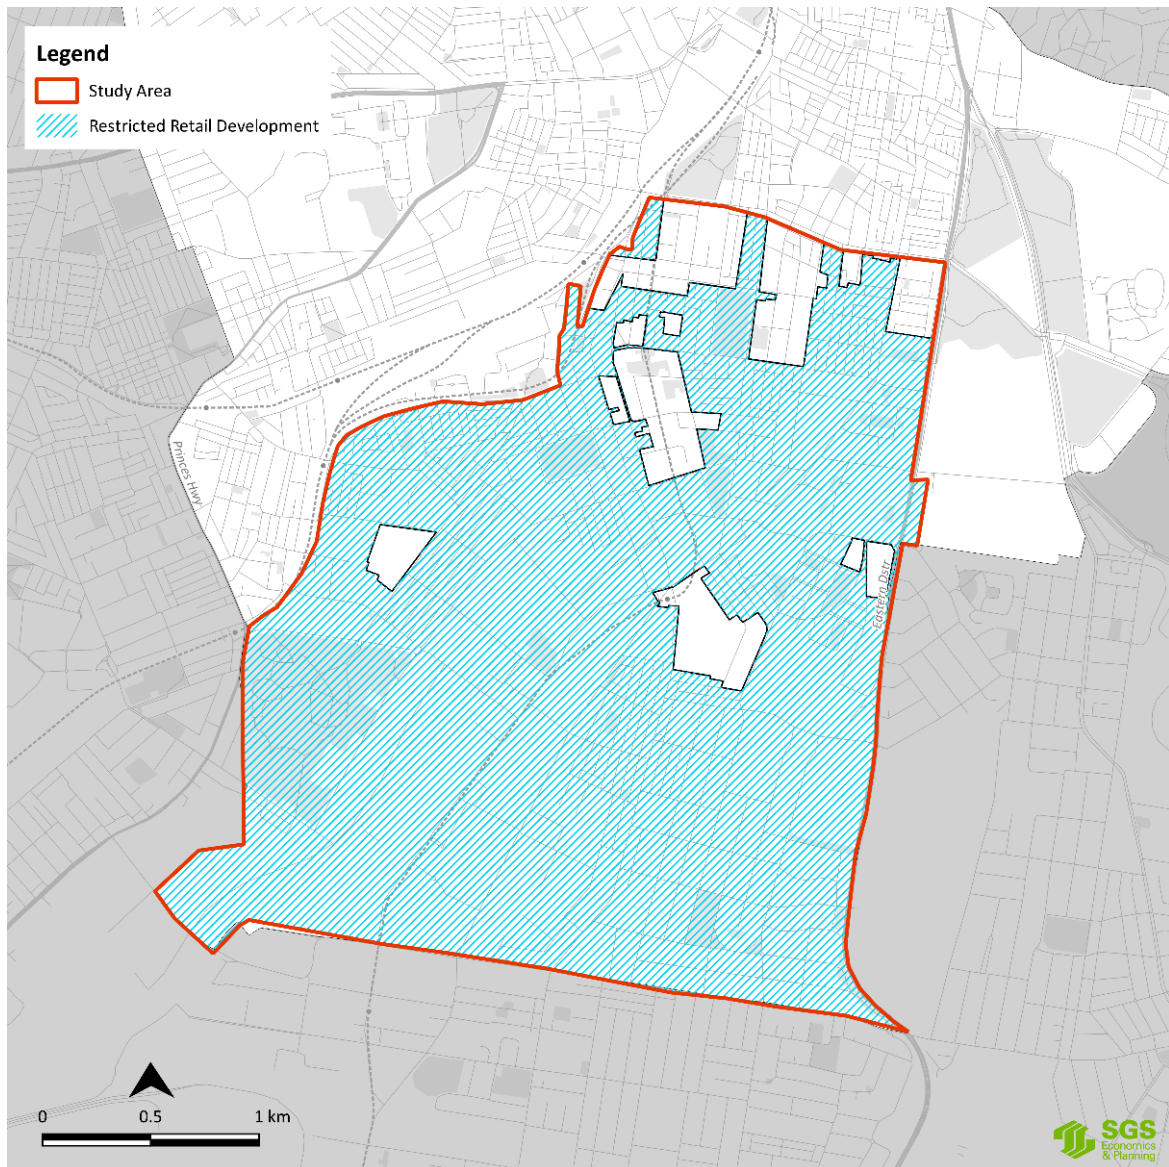 Legend
Study Area
Restricted Retail Development
Princes Hwy
Eastern Dstr
0 0.5 1 km
SGS
Economics
& Planning